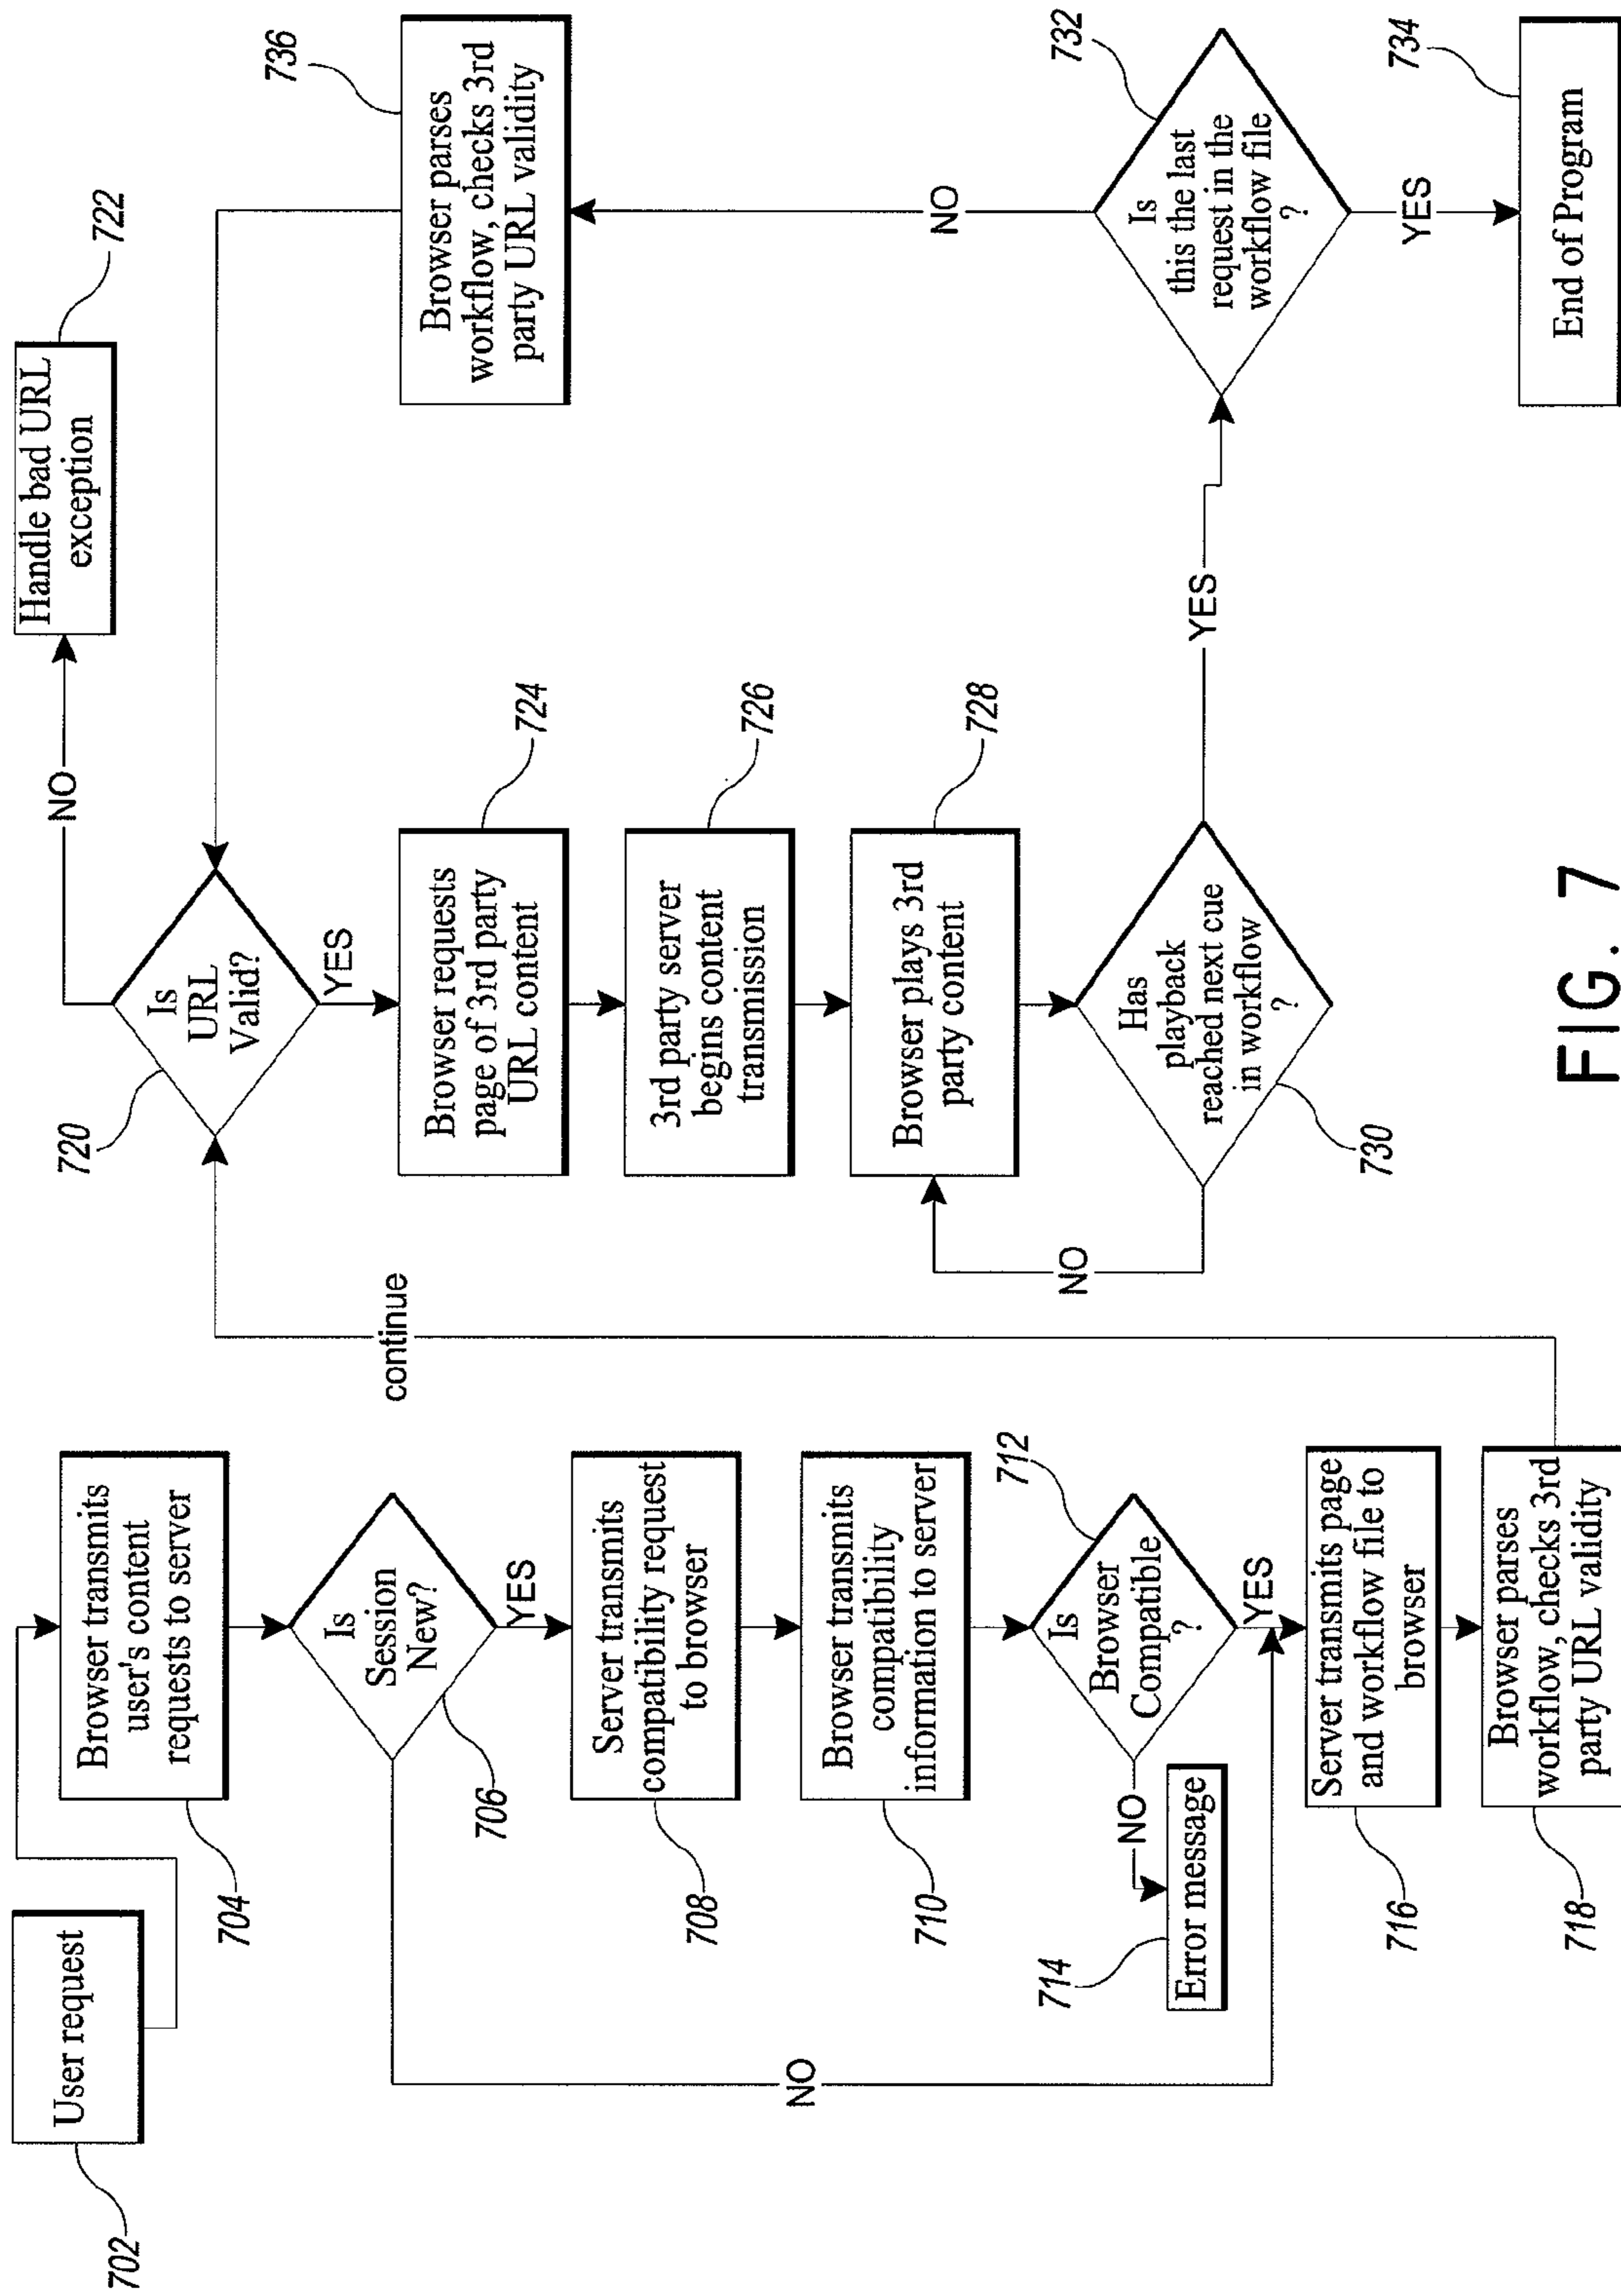 702
User request
704
Browser transmits
user's content
requests to server
706
Is
Session
New?
YES
NO
708
Server transmits
compatibility request
to browser
710
Browser transmits
compatibility
information to server
712
Is
Browser
Compatible
?
NO
714
Error message
YES
716
Server transmits page
and workflow file to
browser
718
Browser parses
workflow, checks 3rd
party URL validity
continue
720
Is
URL
Valid?
NO
722
Handle bad URL
exception
YES
724
Browser requests
page of 3rd party
URL content
726
3rd party server
begins content
transmission
728
Browser plays 3rd
party content
730
Has
playback
reached next cue
in workflow
?
NO
YES
732
Is
this the last
request in the
workflow file
?
NO
736
Browser parses
workflow, checks 3rd
party URL validity
YES
734
End of Program
FIG. 7